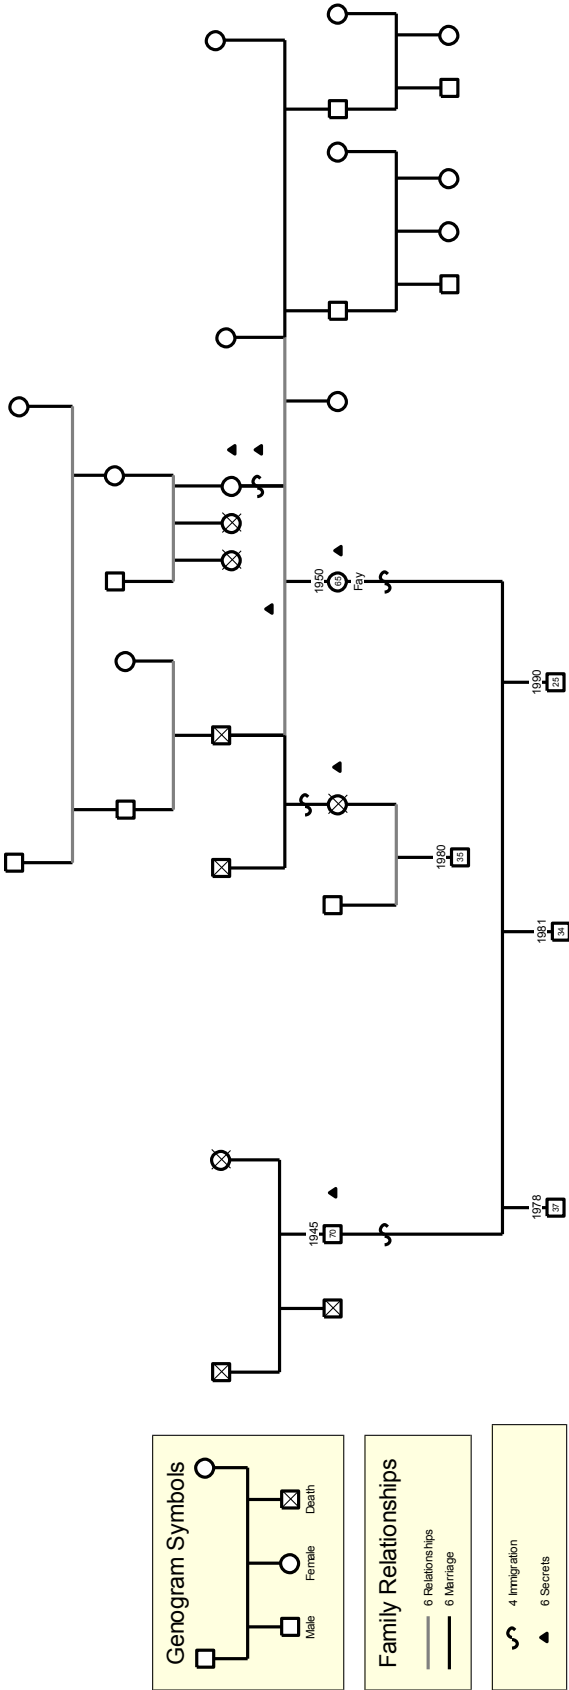 Genogram Symbols
Male
Female
Death
Family Relationships
6 Relationships
6 Marriage
4 Immigration
6 Secrets
1945
70
1950
65
Fay
1980
35
1978
37
1981
34
1990
25